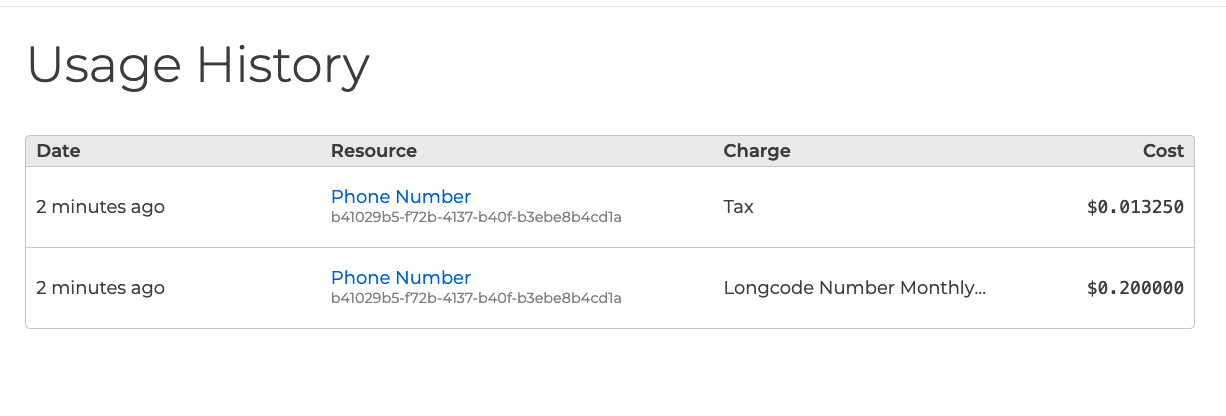 Usage History
Date Resource Charge Cost
2 minutes ago Phone Number Tax $0.013250
b41029b5-f72b-4137-b40f-b3ebe8b4cd1a
2 minutes ago Phone Number Longcode Number Monthly... $0.200000
b41029b5-f72b-4137-b40f-b3ebe8b4cd1a